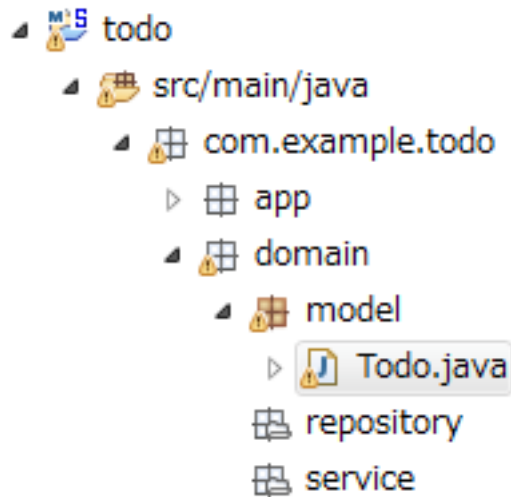 todo
src/main/java
com.example.todo
app
domain
model
Todo.java
repository
service